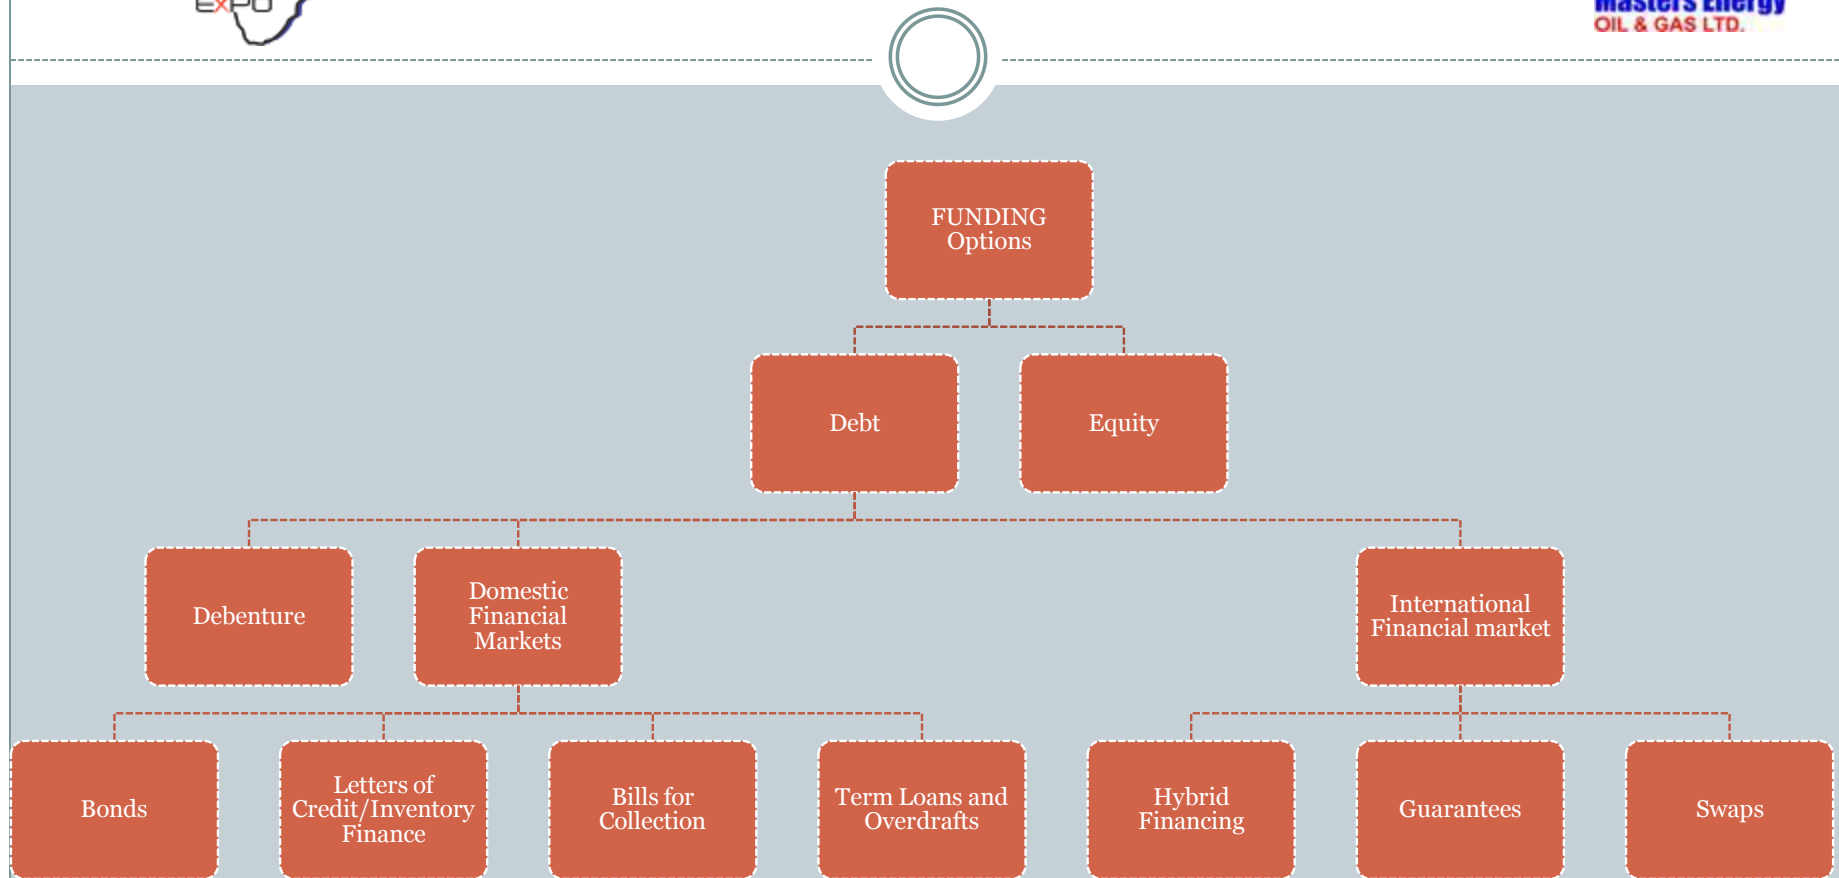 ExPO
Masters Energy
OIL & GAS LTD.
FUNDING
Options
Debt
Equity
Debenture
Domestic
Financial
Markets
International
Financial market
Bonds
Letters of
Credit/Inventory
Finance
Bills for
Collection
Term Loans and
Overdrafts
Hybrid
Financing
Guarantees
Swaps